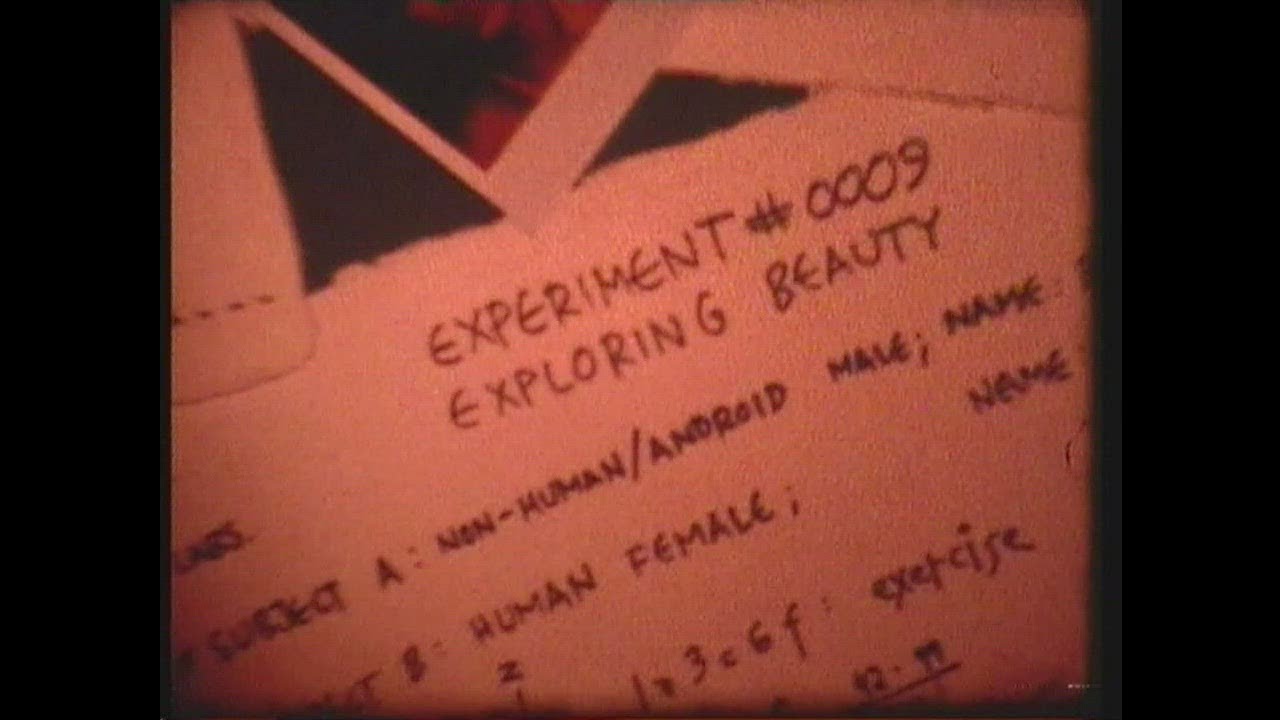 EXPERIMENT #0009
EXPLORING BEAUTY
SUBJECT A: NON-HUMAN/ANDROID MALE; NAME:
B: HUMAN FEMALE; NAME
exercise